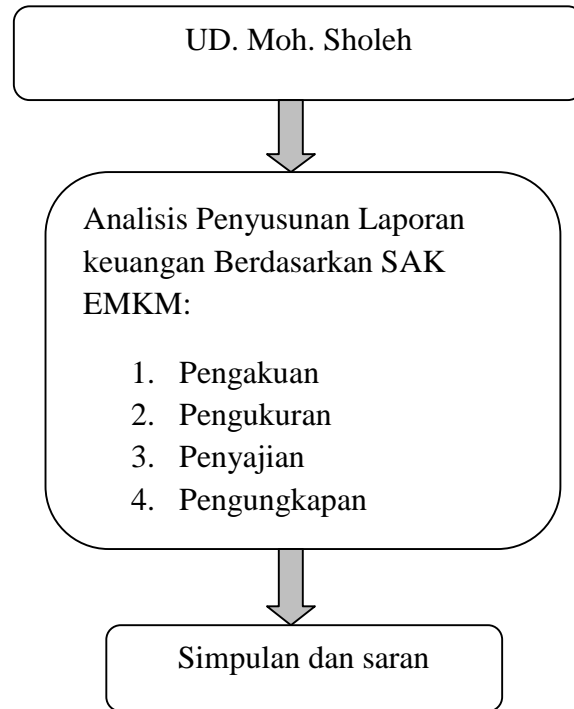 UD. Moh. Sholeh
Analisis Penyusunan Laporan
keuangan Berdasarkan SAK
EMKM:
1. Pengakuan
2. Pengukuran
3. Penyajian
4. Pengungkapan
Simpulan dan saran